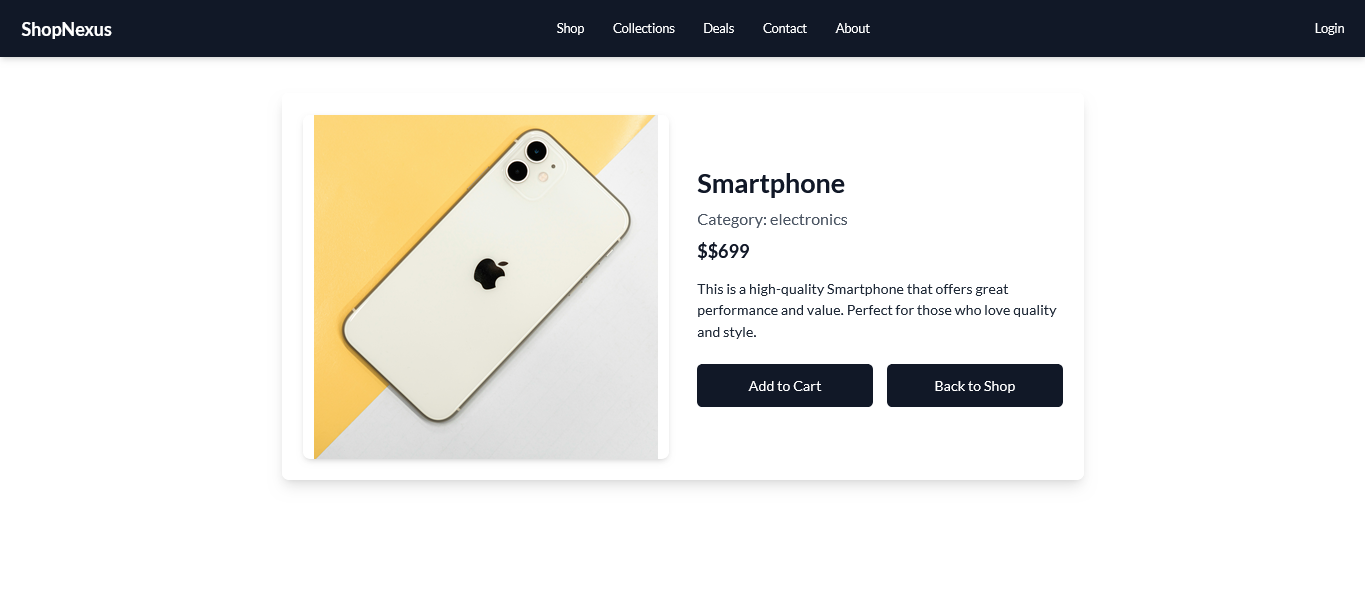 ShopNexus
Shop
Collections
Deals
Contact
About
Login
Smartphone
Category: electronics
$$699
This is a high-quality Smartphone that offers great
performance and value. Perfect for those who love quality
and style.
Add to Cart
Back to Shop